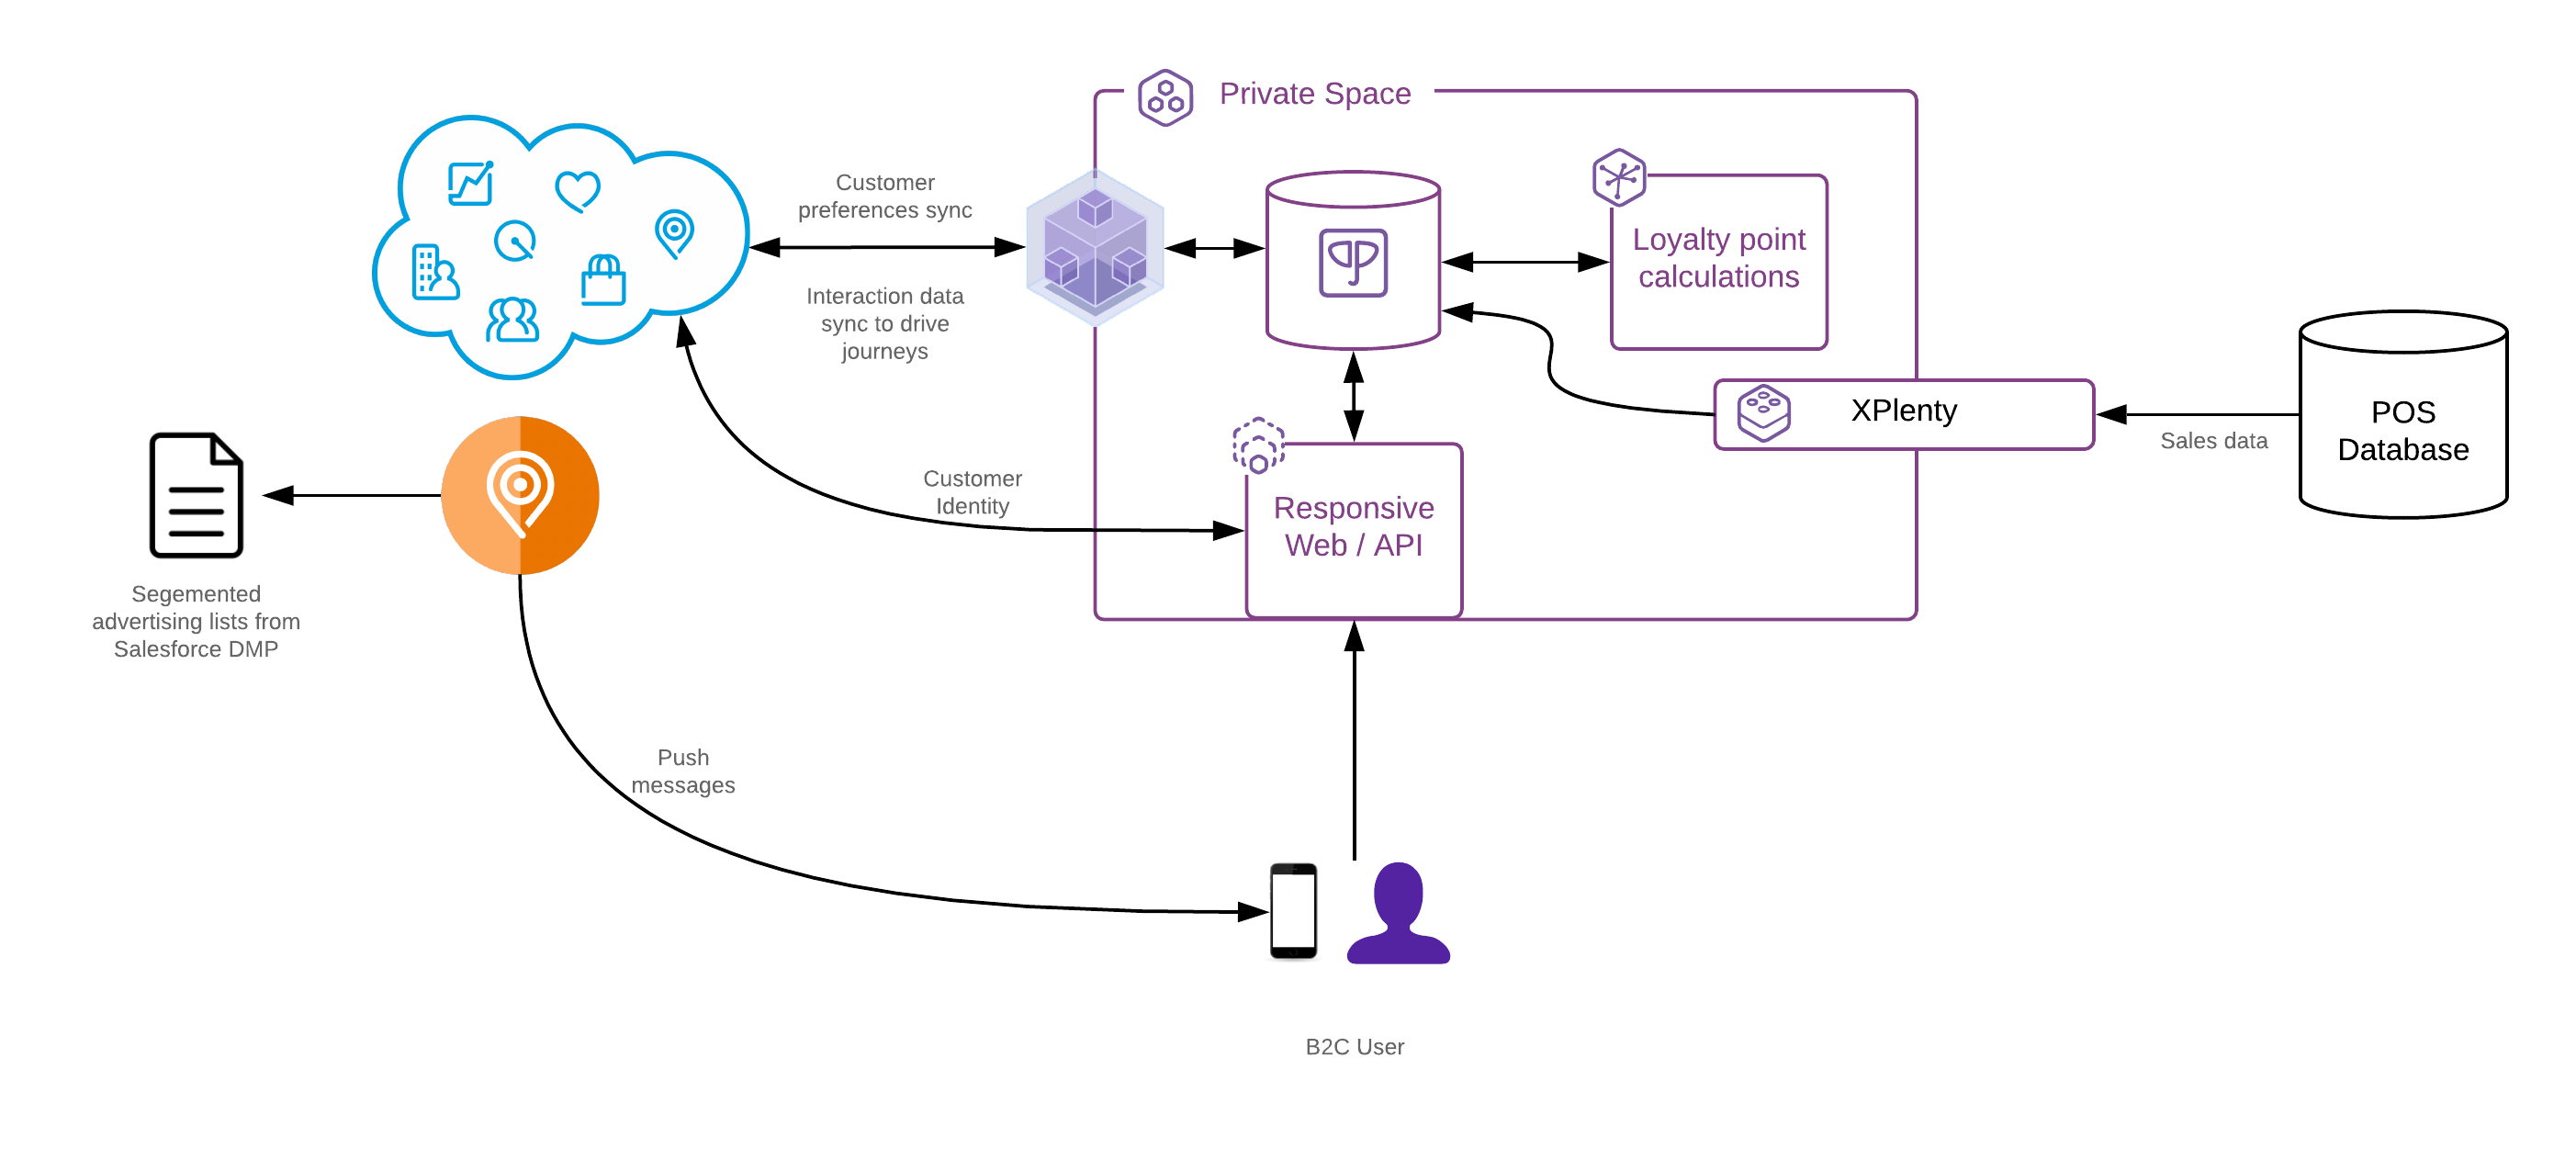 Private Space
Customer
preferences sync
Interaction data
sync to drive
journeys
Loyalty point
calculations
XPlenty
POS
Database
Sales data
Customer
Identity
Responsive
Web / API
Segemented
advertising lists from
Salesforce DMP
Push
messages
B2C User